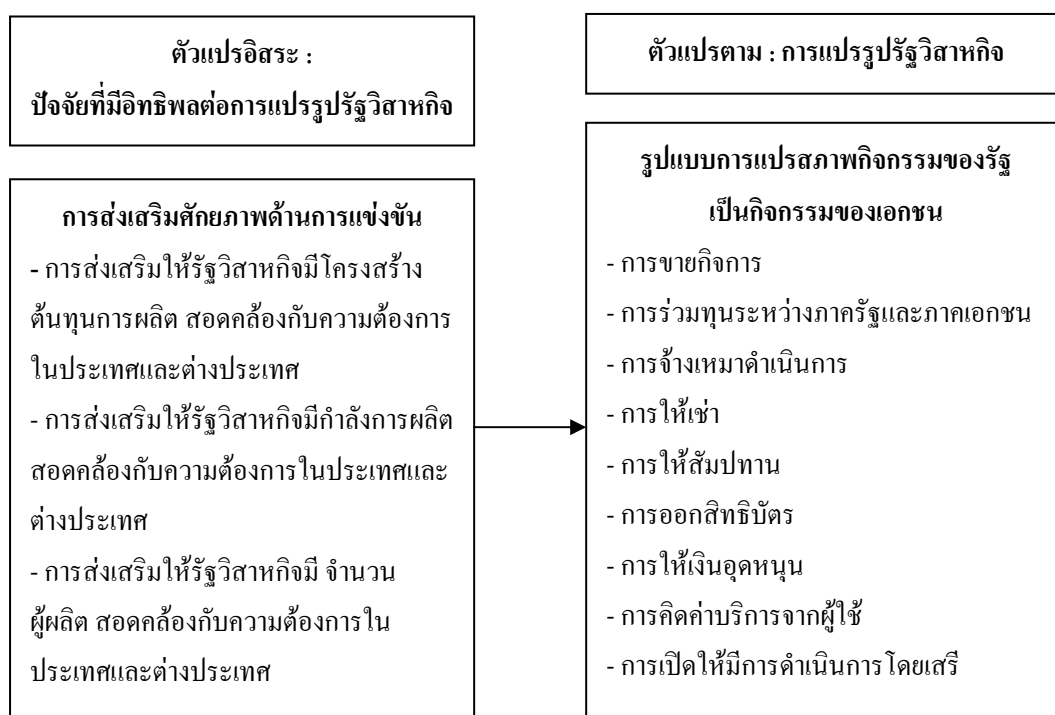 ตัวแปรอิสระ :
ปัจจัยที่มีอิทธิพลต่อการแปรรูปรัฐวิสาหกิจ
การส่งเสริมศักยภาพด้านการแข่งขัน
- การส่งเสริมให้รัฐวิสาหกิจมีโครงสร้าง
ต้นทุนการผลิต สอดคล้องกับความต้องการ
ในประเทศและต่างประเทศ
- การส่งเสริมให้รัฐวิสาหกิจมีกำลังการผลิต
สอดคล้องกับความต้องการในประเทศและ
ต่างประเทศ
- การส่งเสริมให้รัฐวิสาหกิจมี จำนวน
ผู้ผลิต สอดคล้องกับความต้องการใน
ประเทศและต่างประเทศ
ตัวแปรตาม : การแปรรูปรัฐวิสาหกิจ
รูปแบบการแปรสภาพกิจกรรมของรัฐ
เป็นกิจกรรมของเอกชน
- การขายกิจการ
- การร่วมทุนระหว่างภาครัฐและภาคเอกชน
- การจ้างเหมาดำเนินการ
- การให้เช่า
- การให้สัมปทาน
- การออกสิทธิบัตร
- การให้เงินอุดหนุน
- การคิดค่าบริการจากผู้ใช้
- การเปิดให้มีการดำเนินการโดยเสรี